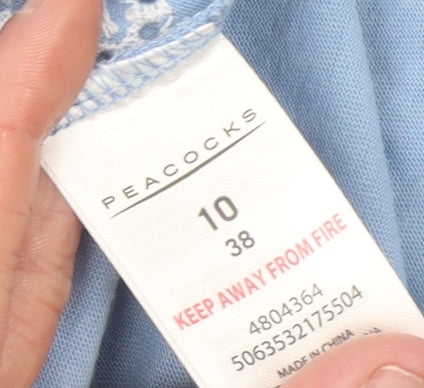 PEACOCKS
10
38
KEEP AWAY FROM FIRE
4804364
5063532175504
MADE IN CHINA